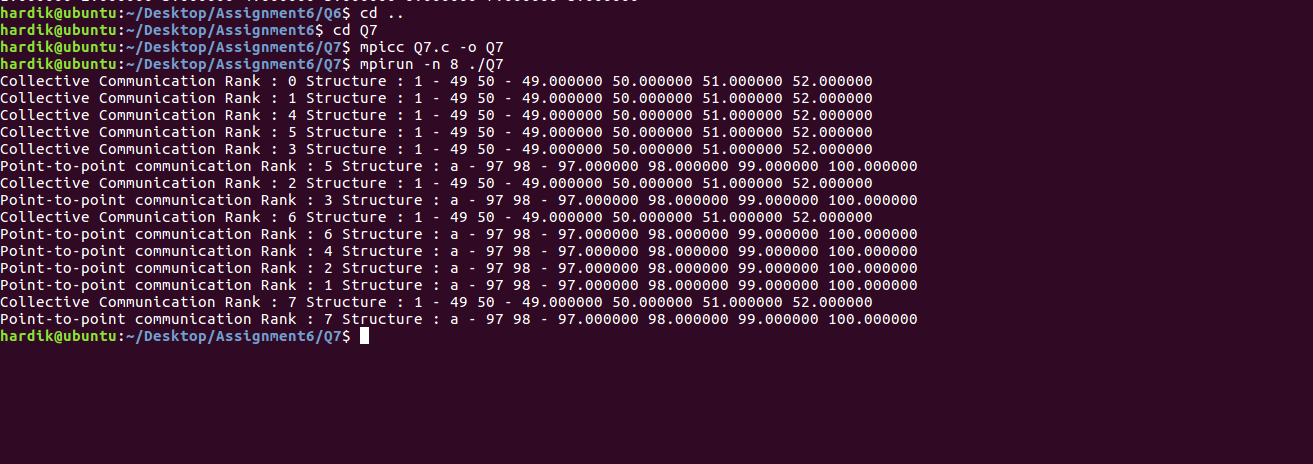 hardik@ubuntu:~/Desktop/Assignment6/Q6$ cd ..
hardik@ubuntu:~/Desktop/Assignment6$ cd Q7
hardik@ubuntu:~/Desktop/Assignment6/Q7$ mpicc Q7.c -o Q7
hardik@ubuntu:~/Desktop/Assignment6/Q7$ mpirun -n 8 ./Q7
Collective Communication Rank : 0 Structure : 1 - 49 50 - 49.000000 50.000000 51.000000 52.000000
Collective Communication Rank : 1 Structure : 1 - 49 50 - 49.000000 50.000000 51.000000 52.000000
Collective Communication Rank : 4 Structure : 1 - 49 50 - 49.000000 50.000000 51.000000 52.000000
Collective Communication Rank : 5 Structure : 1 - 49 50 - 49.000000 50.000000 51.000000 52.000000
Collective Communication Rank : 3 Structure : 1 - 49 50 - 49.000000 50.000000 51.000000 52.000000
Point-to-point communication Rank : 5 Structure : a - 97 98 - 97.000000 98.000000 99.000000 100.000000
Collective Communication Rank : 2 Structure : 1 - 49 50 - 49.000000 50.000000 51.000000 52.000000
Point-to-point communication Rank : 3 Structure : a - 97 98 - 97.000000 98.000000 99.000000 100.000000
Collective Communication Rank : 6 Structure : 1 - 49 50 - 49.000000 50.000000 51.000000 52.000000
Point-to-point communication Rank : 6 Structure : a - 97 98 - 97.000000 98.000000 99.000000 100.000000
Point-to-point communication Rank : 4 Structure : a - 97 98 - 97.000000 98.000000 99.000000 100.000000
Point-to-point communication Rank : 2 Structure : a - 97 98 - 97.000000 98.000000 99.000000 100.000000
Point-to-point communication Rank : 1 Structure : a - 97 98 - 97.000000 98.000000 99.000000 100.000000
Collective Communication Rank : 7 Structure : 1 - 49 50 - 49.000000 50.000000 51.000000 52.000000
Point-to-point communication Rank : 7 Structure : a - 97 98 - 97.000000 98.000000 99.000000 100.000000
hardik@ubuntu:~/Desktop/Assignment6/Q7$